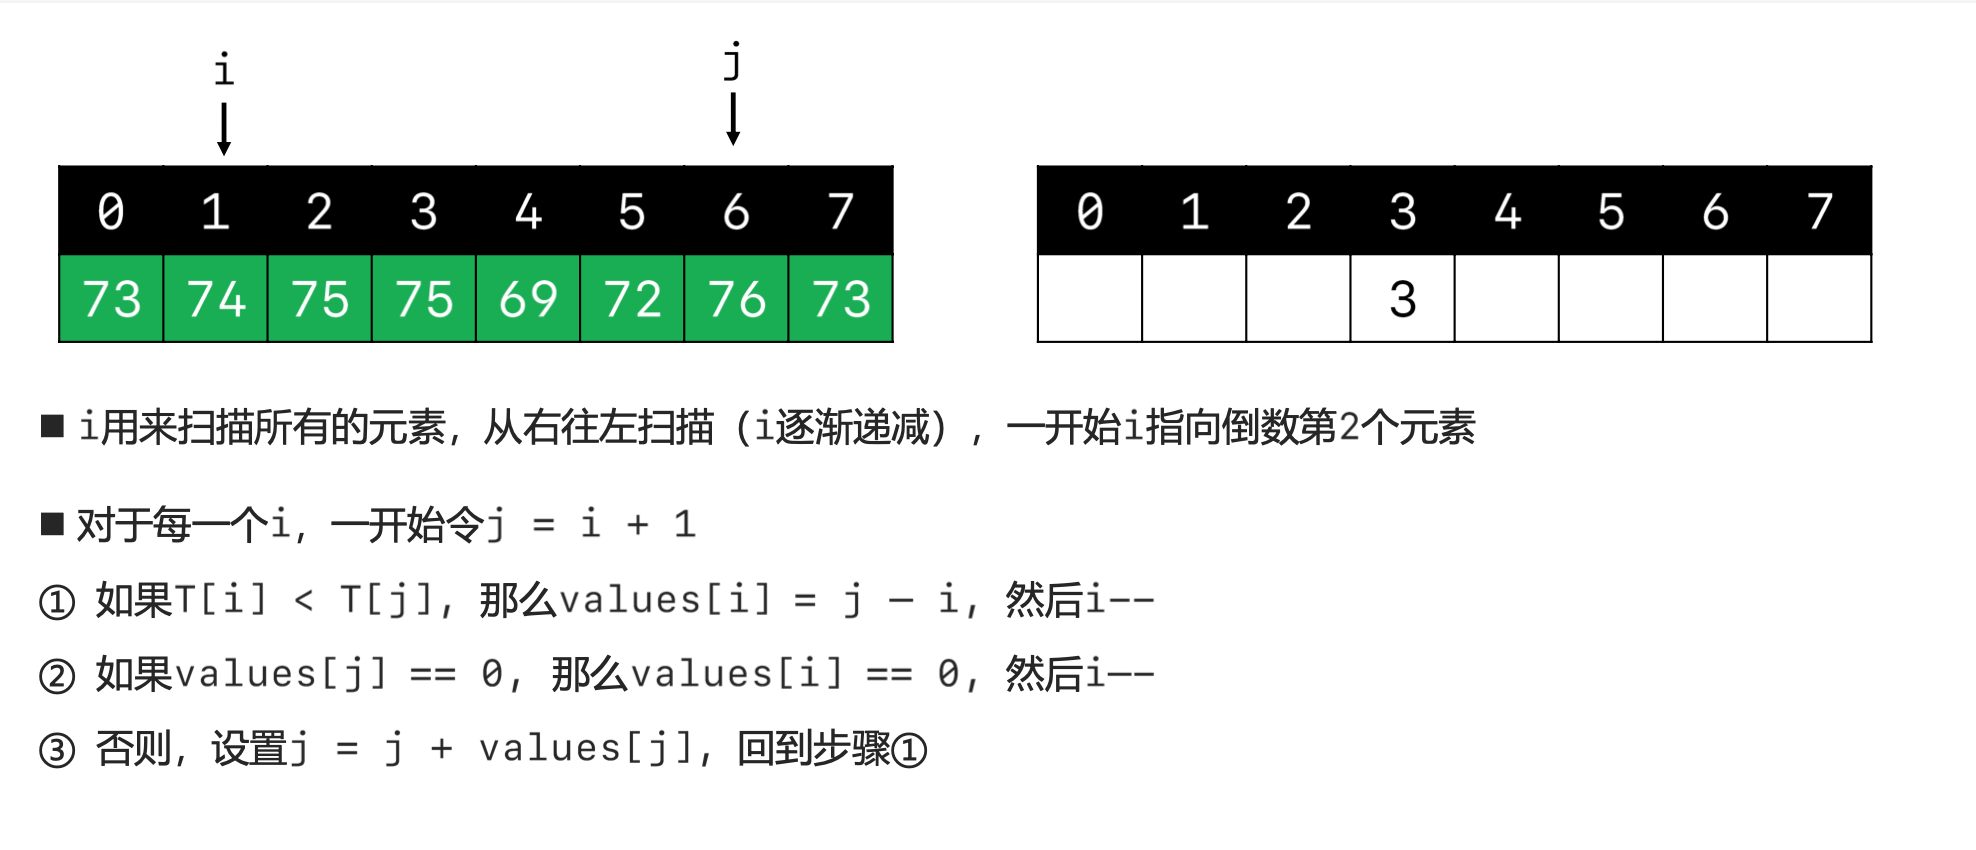 i j
0 1 2 3 4 5 6 7 0 1 2 3 4 5 6 7
73 74 75 75 69 72 76 73 3
■ i用来扫描所有的元素，从右往左扫描（i逐渐递减），一开始i指向倒数第2个元素
■ 对于每一个i，一开始令j = i + 1
① 如果T[i] < T[j]，那么values[i] = j – i，然后i--
② 如果values[j] == 0，那么values[i] == 0，然后i--
③ 否则，设置j = j + values[j]，回到步骤①